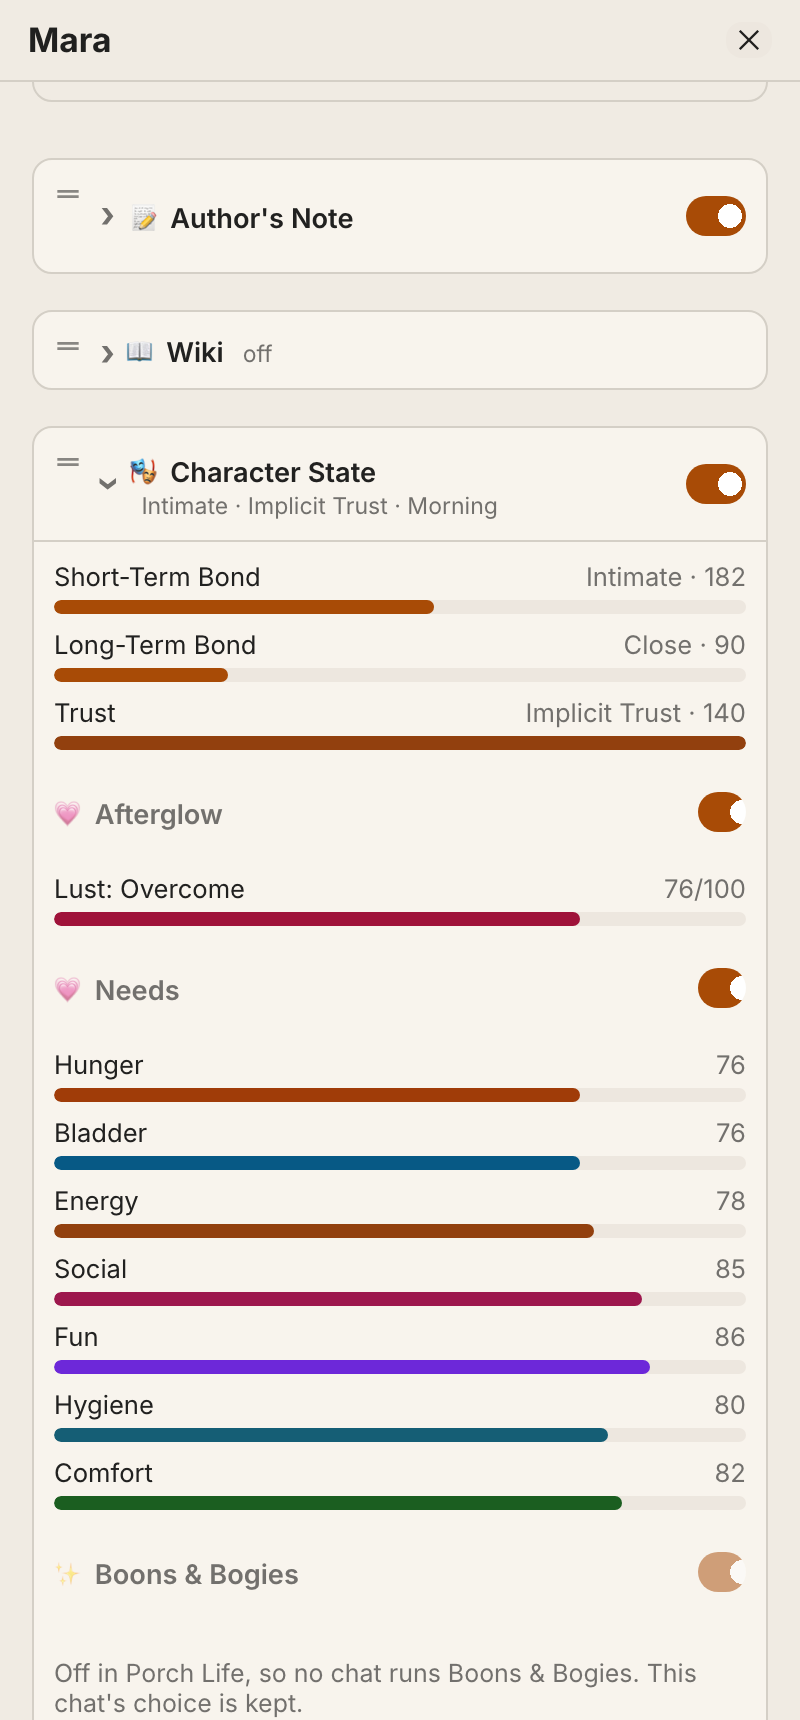 Mara
Author's Note
Wiki off
Character State
Intimate · Implicit Trust · Morning
Short-Term Bond Intimate · 182
Long-Term Bond Close · 90
Trust Implicit Trust · 140
Afterglow
Lust: Overcome 76/100
Needs
Hunger 76
Bladder 76
Energy 78
Social 85
Fun 86
Hygiene 80
Comfort 82
Boons & Bogies
Off in Porch Life, so no chat runs Boons & Bogies. This
chat's choice is kept.